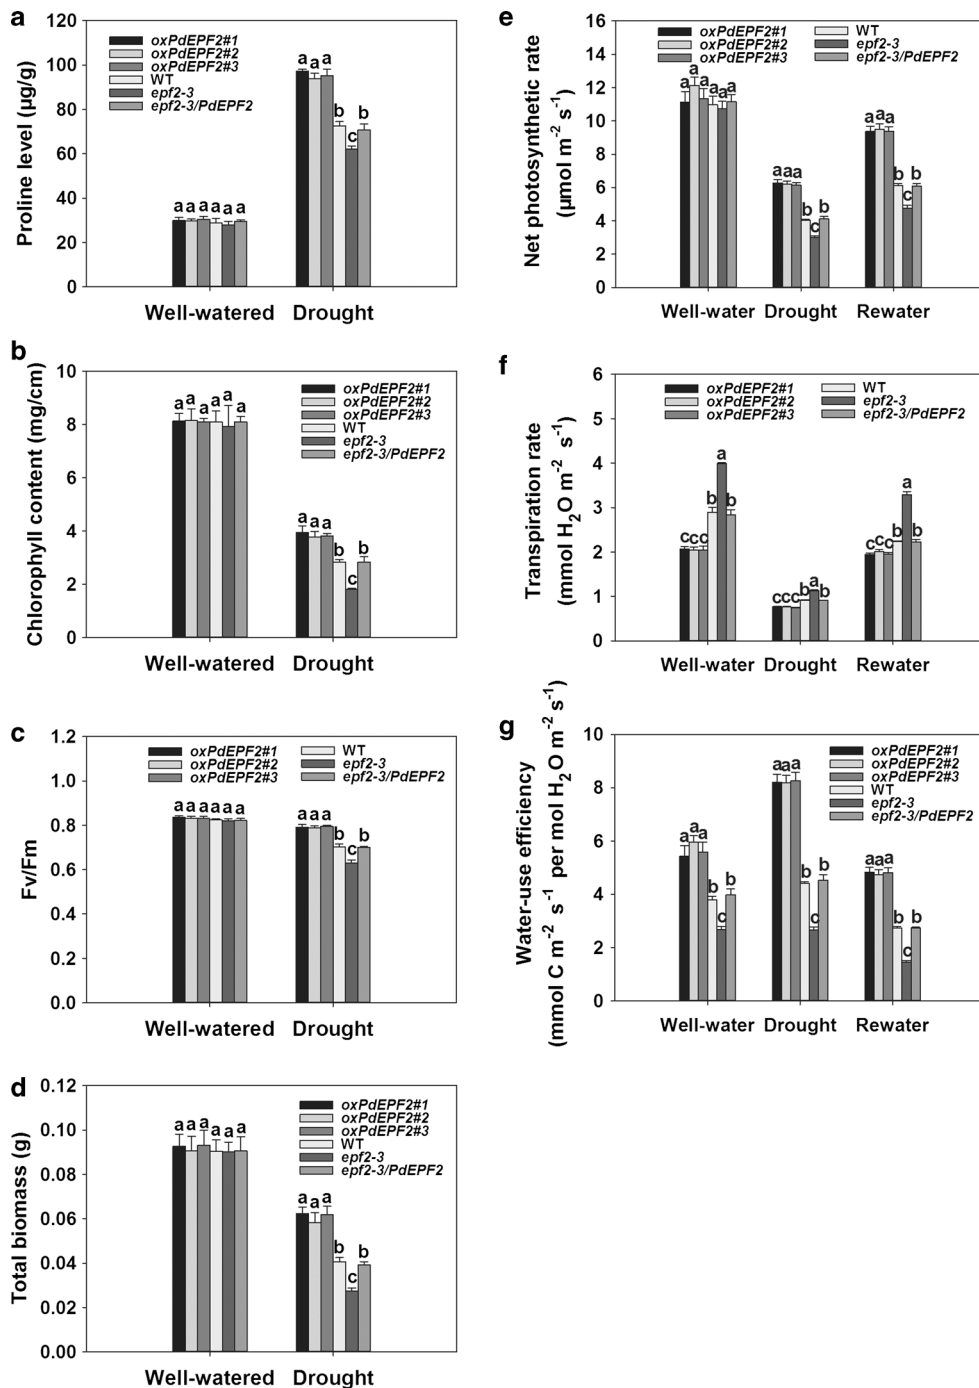 a
Proline level (µg/g)
120
100
80
60
40
20
0
oxPdEPF2#1
oxPdEPF2#2
oxPdEPF2#3
WT
epf2-3
epf2-3/PdEPF2
a a a a a a
a a a b c b
Well-watered Drought
b
Chlorophyll content (mg/cm)
10
8
6
4
2
0
oxPdEPF2#1
oxPdEPF2#2
oxPdEPF2#3
WT
epf2-3
epf2-3/PdEPF2
a a a a a a
a a a b c b
Well-watered Drought
c
Fv/Fm
1.2
1.0
0.8
0.6
0.4
0.2
0.0
oxPdEPF2#1 WT
oxPdEPF2#2 epf2-3
oxPdEPF2#3 epf2-3/PdEPF2
a a a a a a
a a a b c b
Well-watered Drought
d
Total biomass (g)
0.12
0.10
0.08
0.06
0.04
0.02
0.00
oxPdEPF2#1
oxPdEPF2#2
oxPdEPF2#3
WT
epf2-3
epf2-3/PdEPF2
a a a a a a
a a a b c b
Well-watered Drought
e
Net photosynthetic rate
(µmol m⁻² s⁻¹)
16
14
12
10
8
6
4
2
0
oxPdEPF2#1 WT
oxPdEPF2#2 epf2-3
oxPdEPF2#3 epf2-3/PdEPF2
a a a a a a
a a a b c b
a a a b c b
Well-water Drought Rewater
f
Transpiration rate
(mmol H₂O m⁻² s⁻¹)
6
5
4
3
2
1
0
oxPdEPF2#1 WT
oxPdEPF2#2 epf2-3
oxPdEPF2#3 epf2-3/PdEPF2
c c c b a b
c c c b a b
c c c b a b
Well-water Drought Rewater
g
Water-use efficiency
(mmol C m⁻² s⁻¹ per mol H₂O m⁻² s⁻¹)
10
8
6
4
2
0
oxPdEPF2#1
oxPdEPF2#2
oxPdEPF2#3
WT
epf2-3
epf2-3/PdEPF2
a a a b c b
a a a b c b
a a a b c b
Well-water Drought Rewater